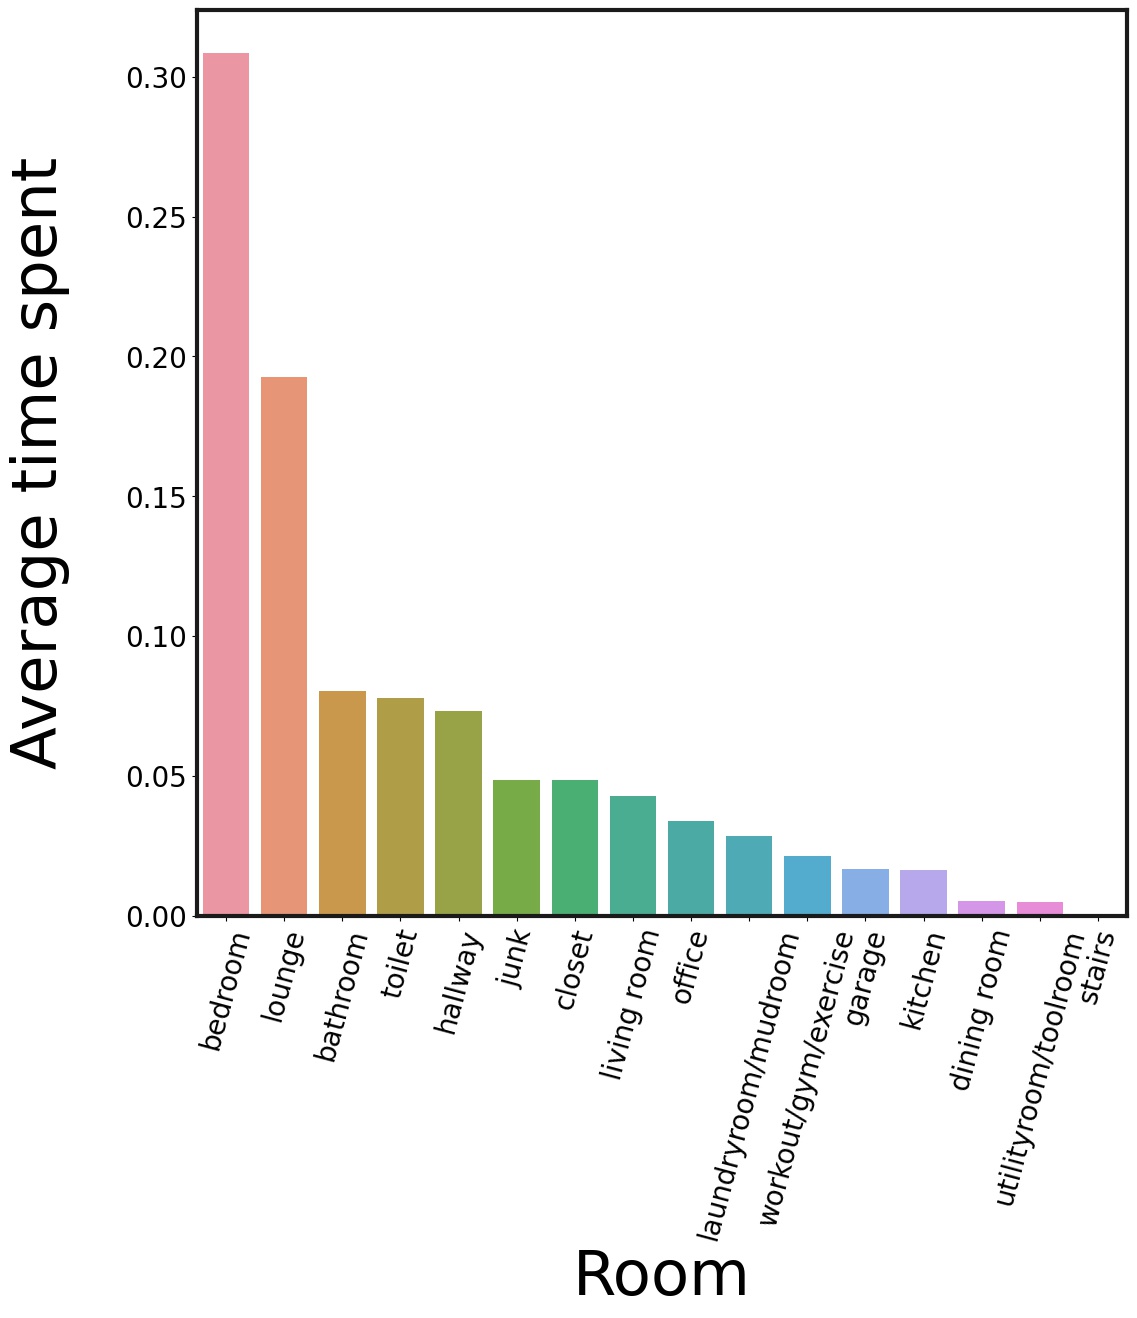 Average time spent
0.30
0.25
0.20
0.15
0.10
0.05
0.00
bedroom
lounge
bathroom
toilet
hallway
junk
closet
living room
office
laundryroom/mudroom
workout/gym/exercise
garage
kitchen
dining room
utilityroom/toolroom
stairs
Room